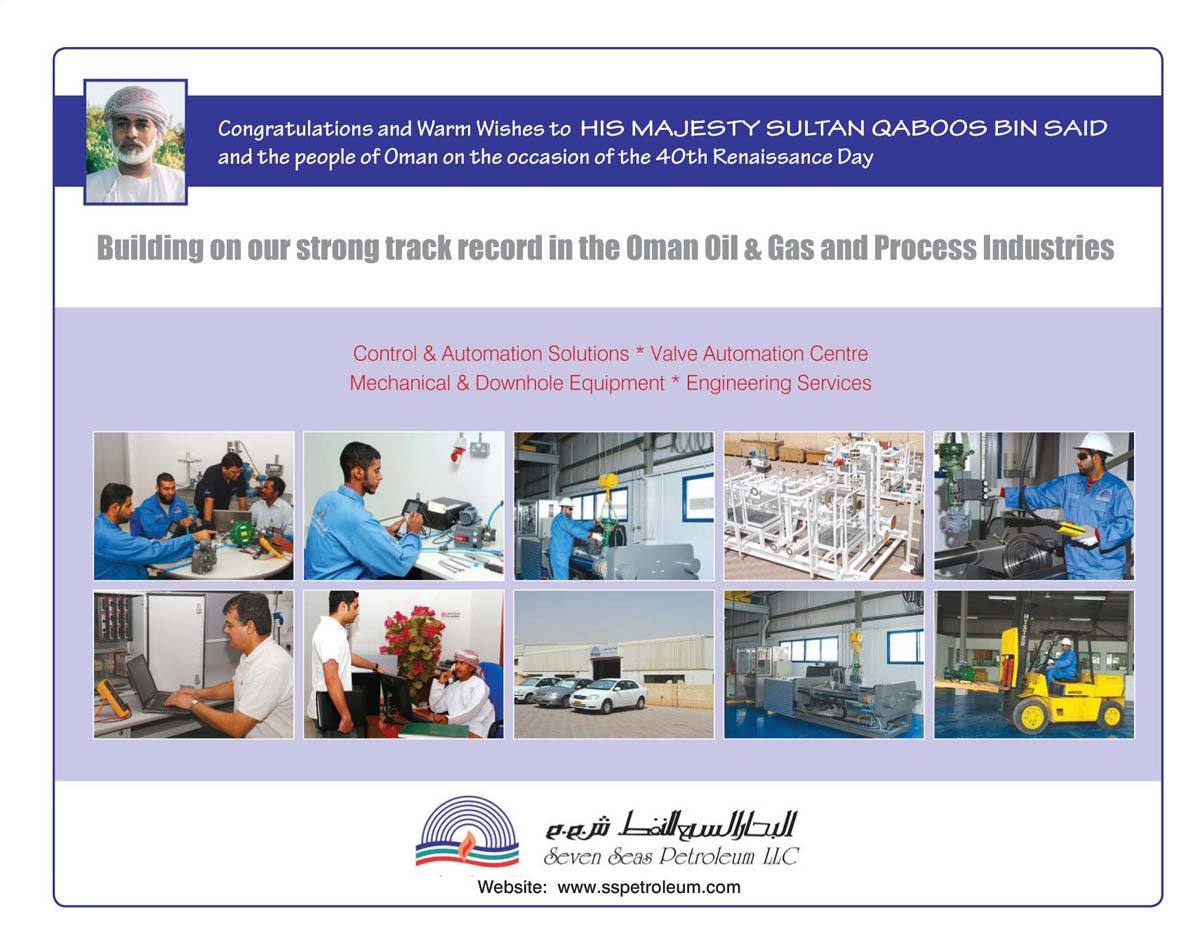 Congratulations and Warm Wishes to HIS MAJESTY SULTAN QABOOS BIN SAID
and the people of Oman on the occasion of the 40th Renaissance Day
Building on our strong track record in the Oman Oil & Gas and Process Industries
Control & Automation Solutions * Valve Automation Centre
Mechanical & Downhole Equipment * Engineering Services
HYSTER
البحار السبع للنفط ش.م.م
Seven Seas Petroleum LLC
Website: www.sspetroleum.com